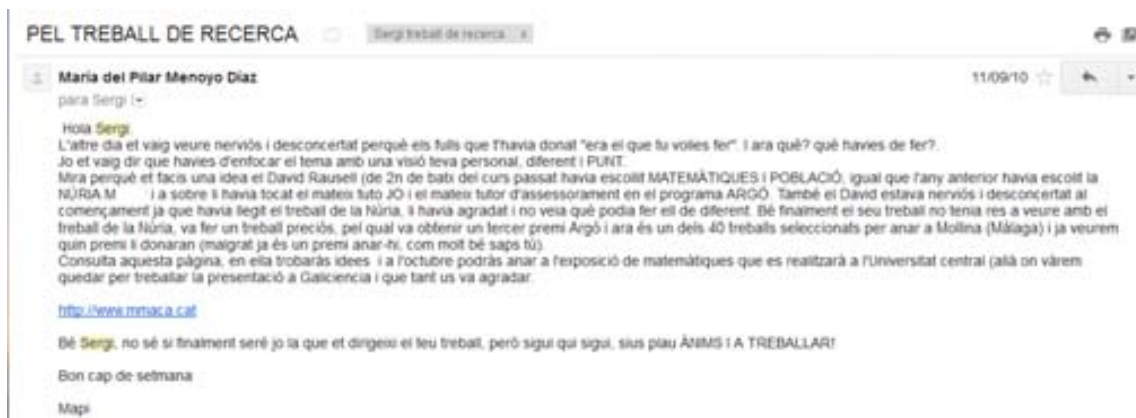 PEL TREBALL DE RECERCA Sergi treball de recerca x
Maria del Pilar Menoyo Diaz 11/09/10
para Sergi
Hola Sergi
L'altre dia et vaig veure nerviós i desconcertat perquè els fulls que t'havia donat "era el que tu volies fer". I ara què? què havies de fer?.
Jo et vaig dir que havies d'enfocar el tema amb una visió teva personal, diferent i PUNT.
Mira perquè et facis una idea el David Rausell (de 2n de batx del curs passat havia escollit MATEMÀTIQUES I POBLACIÓ, igual que l'any anterior havia escollit la
NÚRIA M i a sobre li havia tocat el mateix tuto JO i el mateix tutor d'assessorament en el programa ARGÓ. També el David estava nerviós i desconcertat al
començament ja que havia llegit el treball de la Núria, li havia agradat i no veia què podia fer ell de diferent. Bé finalment el seu treball no tenia res a veure amb el
treball de la Núria, va fer un treball preciós, pel qual va obtenir un tercer premi Argó i ara és un dels 40 treballs seleccionats per anar a Mollina (Màlaga) i ja veurem
quin premi li donaran (malgrat ja és un premi anar-hi, com molt bé saps tú).
Consulta aquesta pàgina, en ella trobaràs idees i a l'octubre podràs anar a l'exposició de matemàtiques que es realitzarà a l'Universitat central (allà on vàrem
quedar per treballar la presentació a Galiciencia i que tant us va agradar.
http://www.mmaca.cat
Bé Sergi, no sé si finalment seré jo la que et dirigeixi el teu treball, però sigui qui sigui, sius plau ÀNIMS I A TREBALLAR!
Bon cap de setmana
Mapi